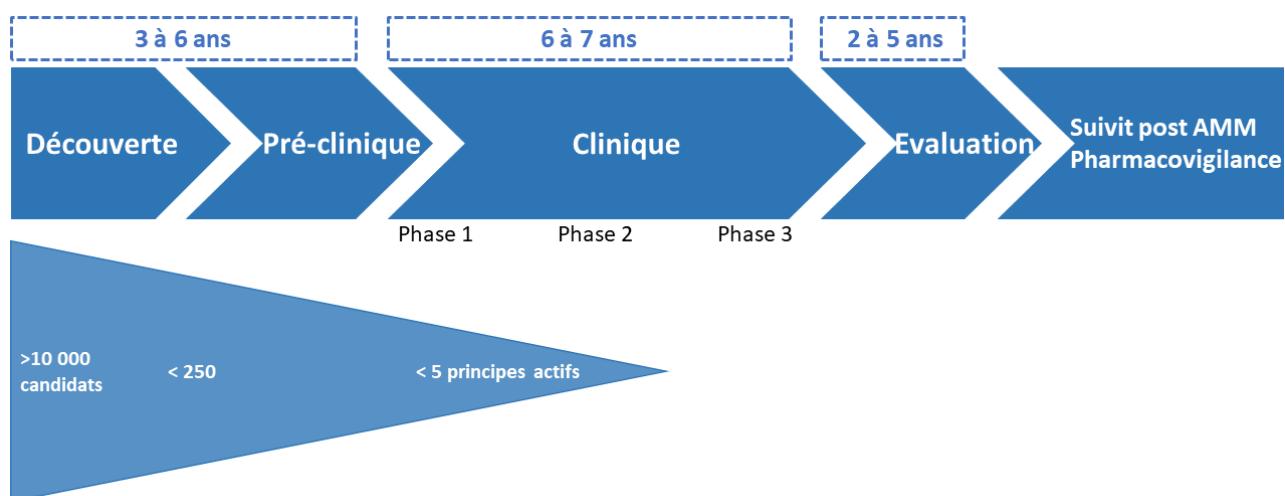 3 à 6 ans
6 à 7 ans
2 à 5 ans
Découverte
Pré-clinique
Clinique
Evaluation
Suivit post AMM
Pharmacovigilance
Phase 1
Phase 2
Phase 3
>10 000
candidats
< 250
< 5 principes actifs